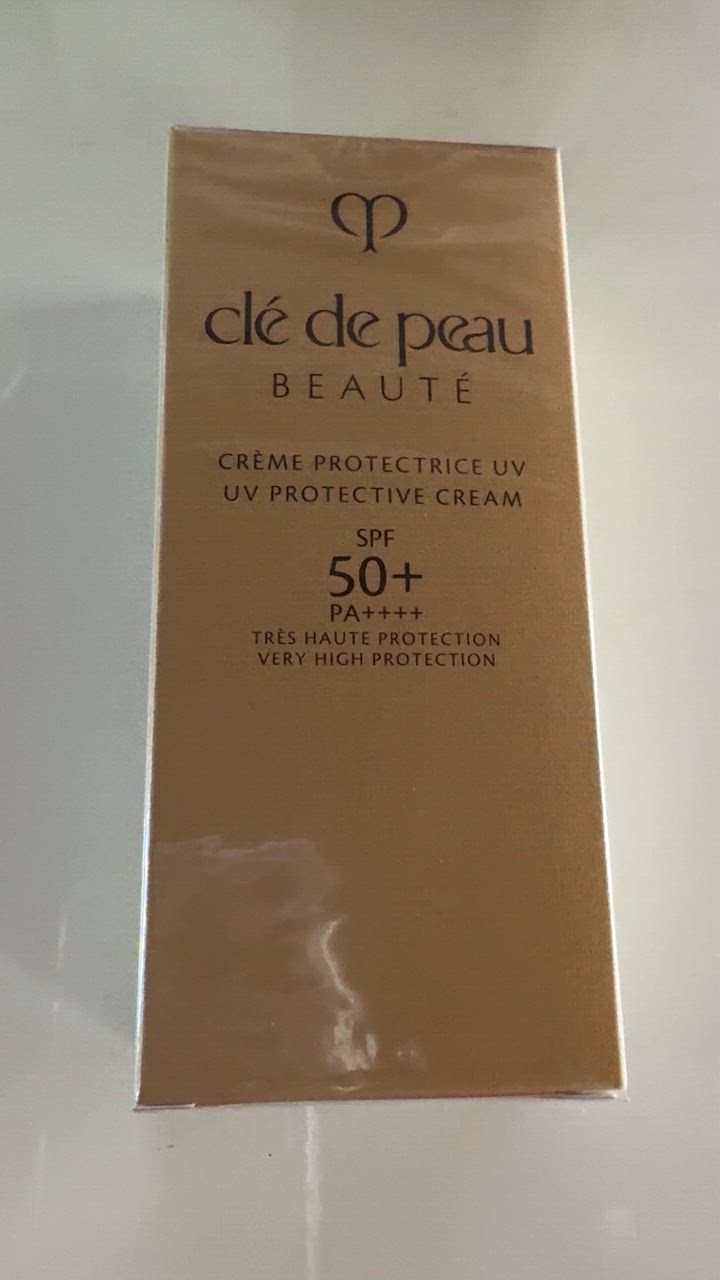 clé de peau
BEAUTÉ
CRÈME PROTECTRICE UV
UV PROTECTIVE CREAM
SPF
50+
PA++++
TRÈS HAUTE PROTECTION
VERY HIGH PROTECTION